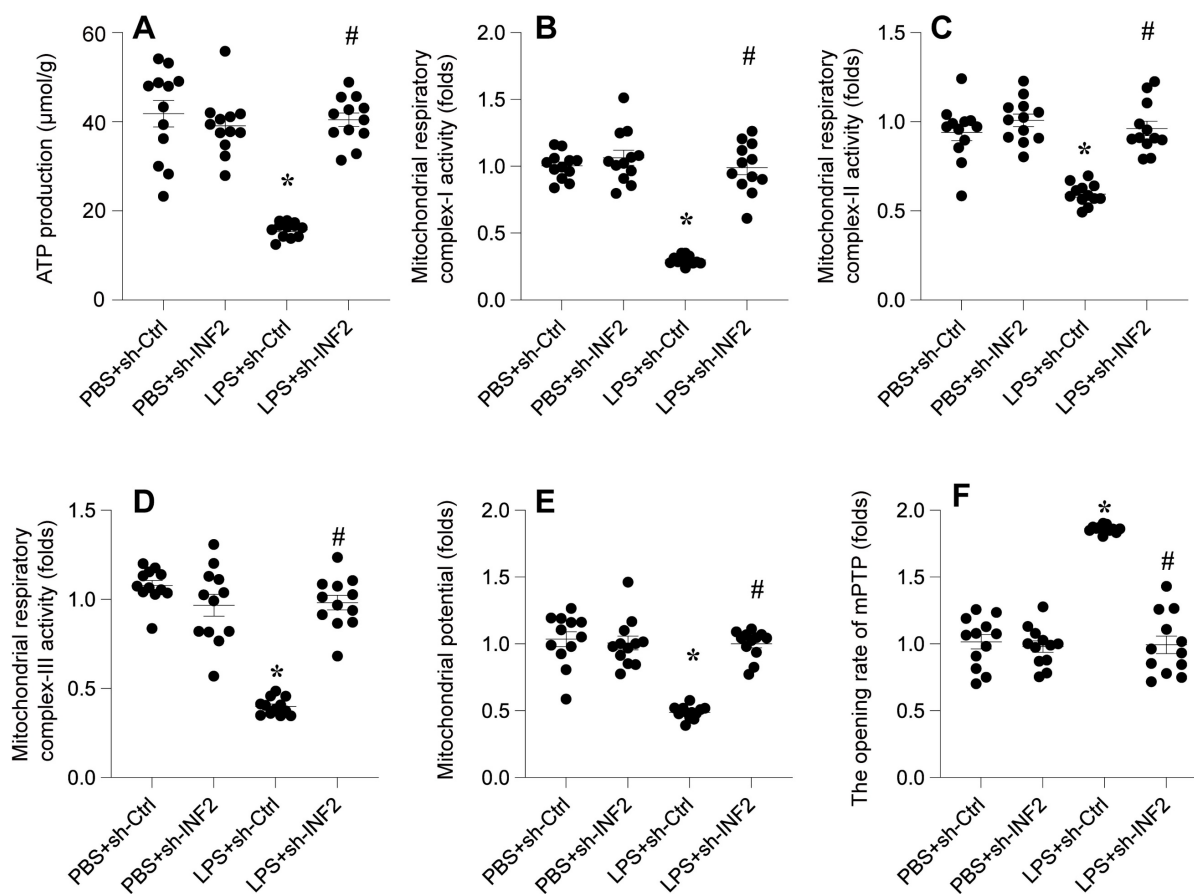 A
ATP production (μmol/g)
60
40
20
0
*
#
PBS+sh-Ctrl
PBS+sh-INF2
LPS+sh-Ctrl
LPS+sh-INF2
B
Mitochondrial respiratory
complex-I activity (folds)
2.0
1.5
1.0
0.5
0.0
*
#
PBS+sh-Ctrl
PBS+sh-INF2
LPS+sh-Ctrl
LPS+sh-INF2
C
Mitochondrial respiratory
complex-II activity (folds)
1.5
1.0
0.5
0.0
*
#
PBS+sh-Ctrl
PBS+sh-INF2
LPS+sh-Ctrl
LPS+sh-INF2
D
Mitochondrial respiratory
complex-III activity (folds)
1.5
1.0
0.5
0.0
*
#
PBS+sh-Ctrl
PBS+sh-INF2
LPS+sh-Ctrl
LPS+sh-INF2
E
Mitochondrial potential (folds)
2.0
1.5
1.0
0.5
0.0
*
#
PBS+sh-Ctrl
PBS+sh-INF2
LPS+sh-Ctrl
LPS+sh-INF2
F
The opening rate of mPTP (folds)
2.0
1.5
1.0
0.5
0.0
*
#
PBS+sh-Ctrl
PBS+sh-INF2
LPS+sh-Ctrl
LPS+sh-INF2